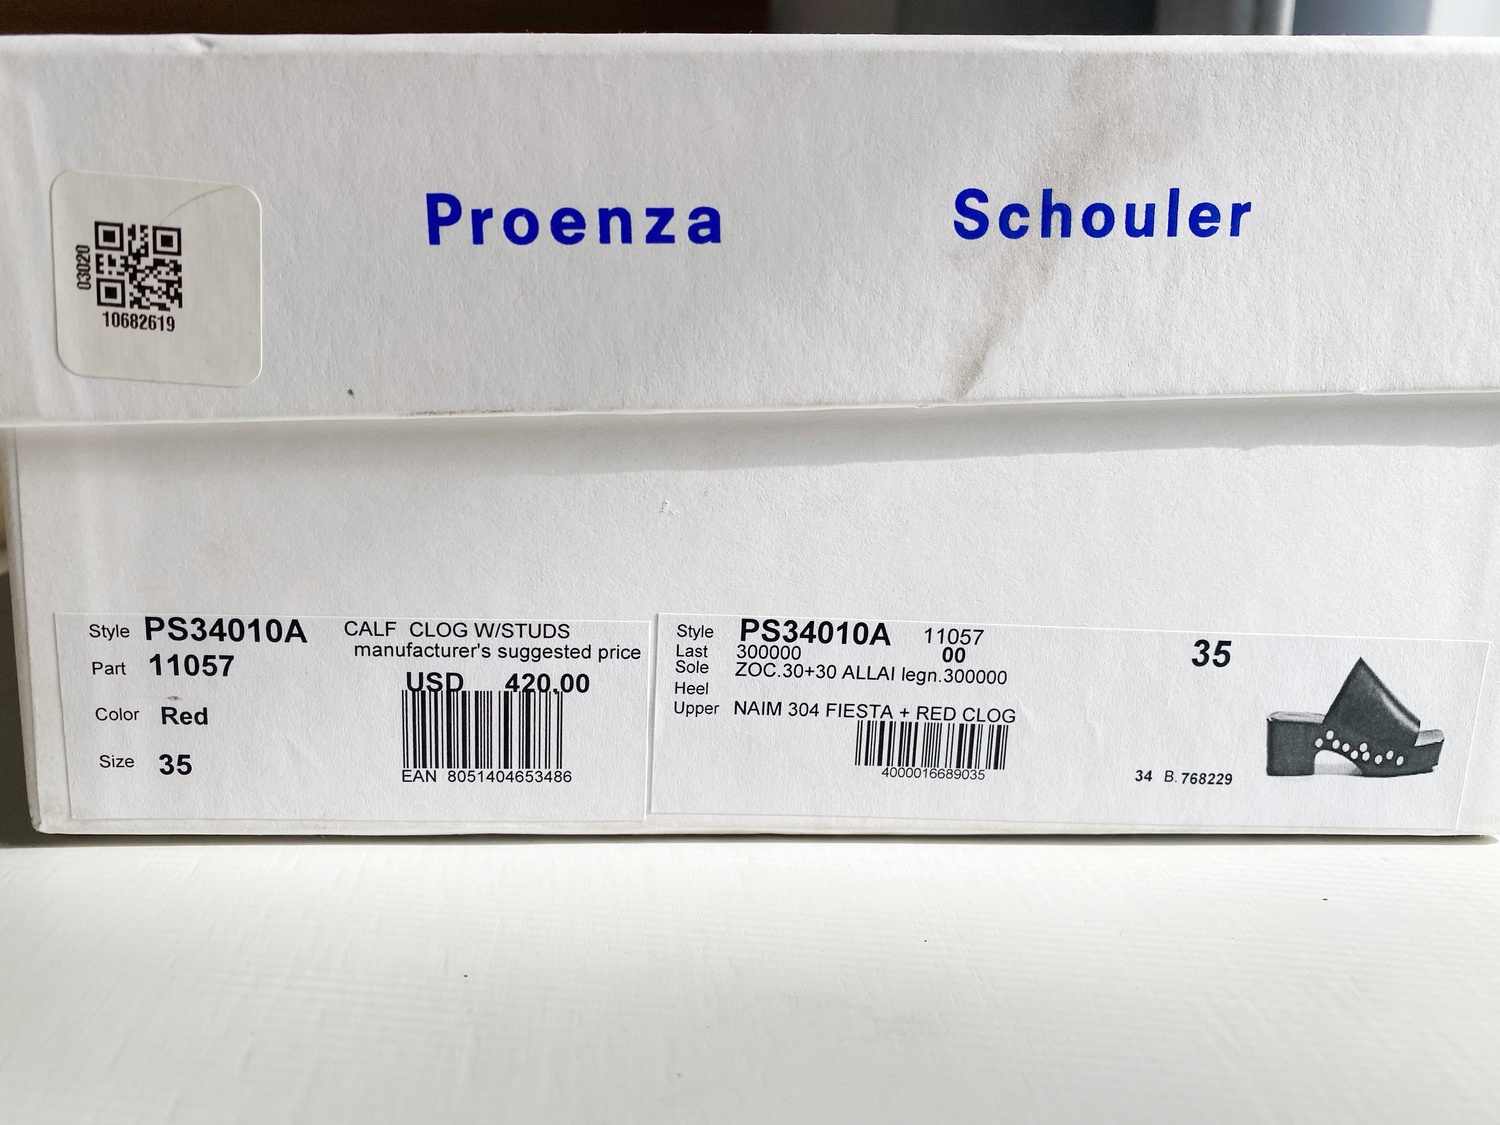 Proenza Schouler
03020
10682619
Style PS34010A CALF CLOG W/STUDS
manufacturer's suggested price
Part 11057
USD 420,00
Color Red
Size 35
EAN 8051404653486
Style PS34010A 11057
Last 300000 00
35
Sole ZOC.30+30 ALLAI legn.300000
Heel
Upper NAIM 304 FIESTA + RED CLOG
4000016689035
34 B. 768229